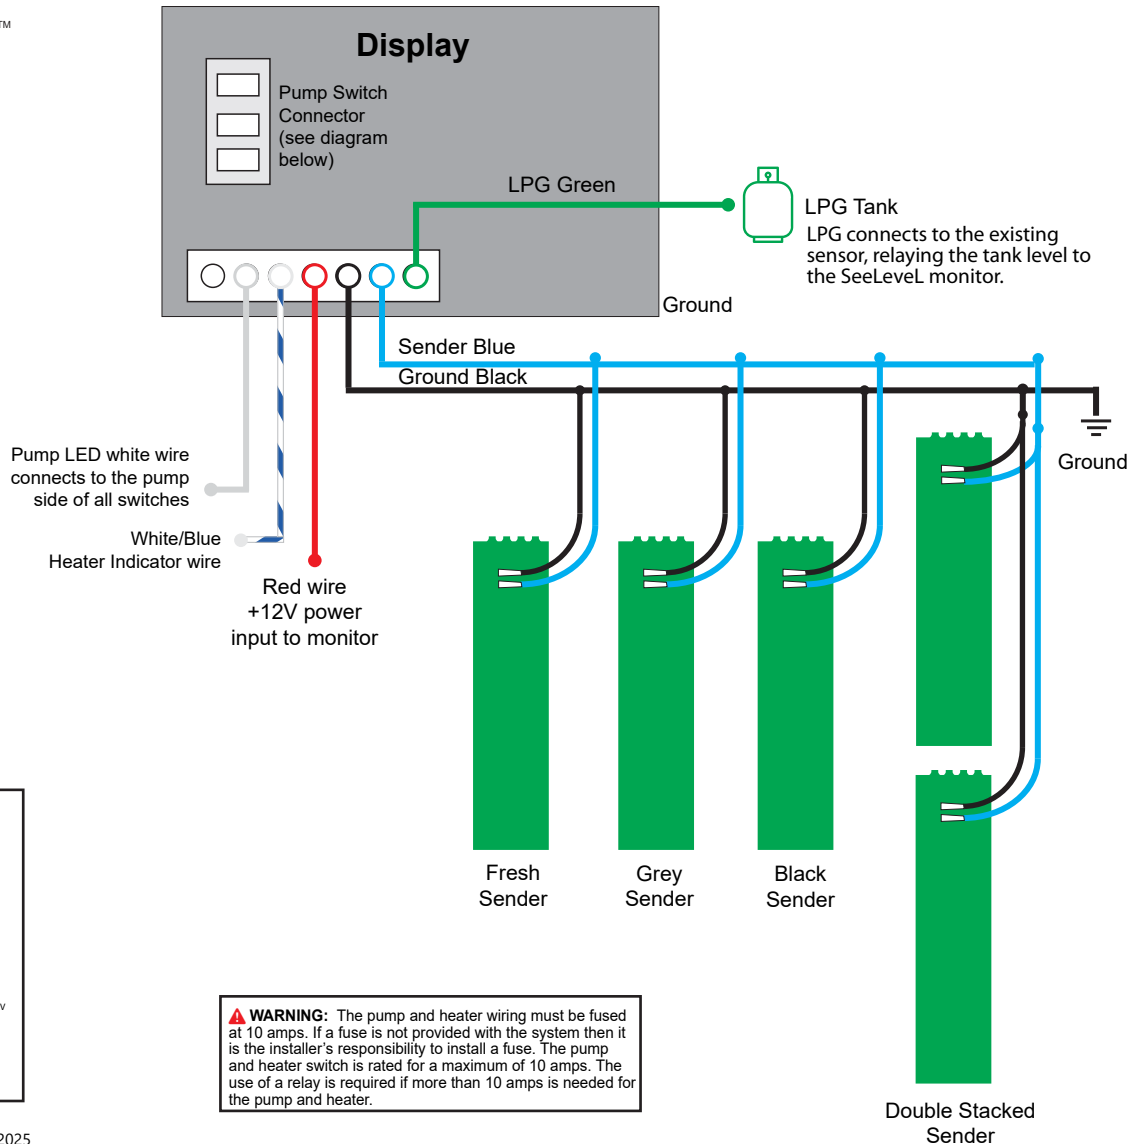 TM
Display
Pump Switch
Connector
(see diagram
below)
LPG Green
LPG Tank
LPG connects to the existing
sensor, relaying the tank level to
the SeeLeveL monitor.
Ground
Sender Blue
Ground Black
Ground
Pump LED white wire
connects to the pump
side of all switches
White/Blue
Heater Indicator wire
Red wire
+12V power
input to monitor
Fresh
Sender
Grey
Sender
Black
Sender
v
WARNING: The pump and heater wiring must be fused
at 10 amps. If a fuse is not provided with the system then it
is the installer's responsibility to install a fuse. The pump
and heater switch is rated for a maximum of 10 amps. The
use of a relay is required if more than 10 amps is needed for
the pump and heater.
Double Stacked
Sender
2025